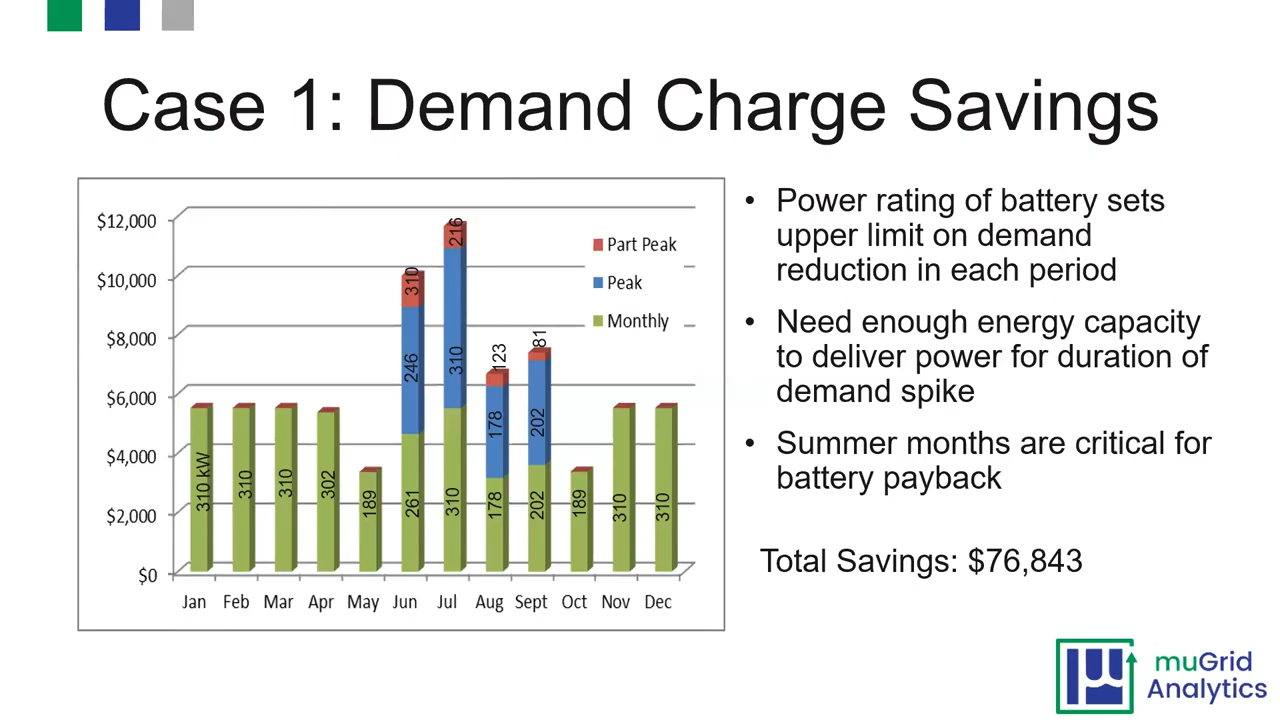 Case 1: Demand Charge Savings
$12,000
$10,000
$8,000
$6,000
$4,000
$2,000
$0
Part Peak
Peak
Monthly
310 kW
310
310
302
189
261
246
310
310
310
216
178
178
123
202
202
81
189
310
310
Jan Feb Mar Apr May Jun Jul Aug Sept Oct Nov Dec
• Power rating of battery sets
upper limit on demand
reduction in each period
• Need enough energy capacity
to deliver power for duration of
demand spike
• Summer months are critical for
battery payback
Total Savings: $76,843
muGrid
Analytics